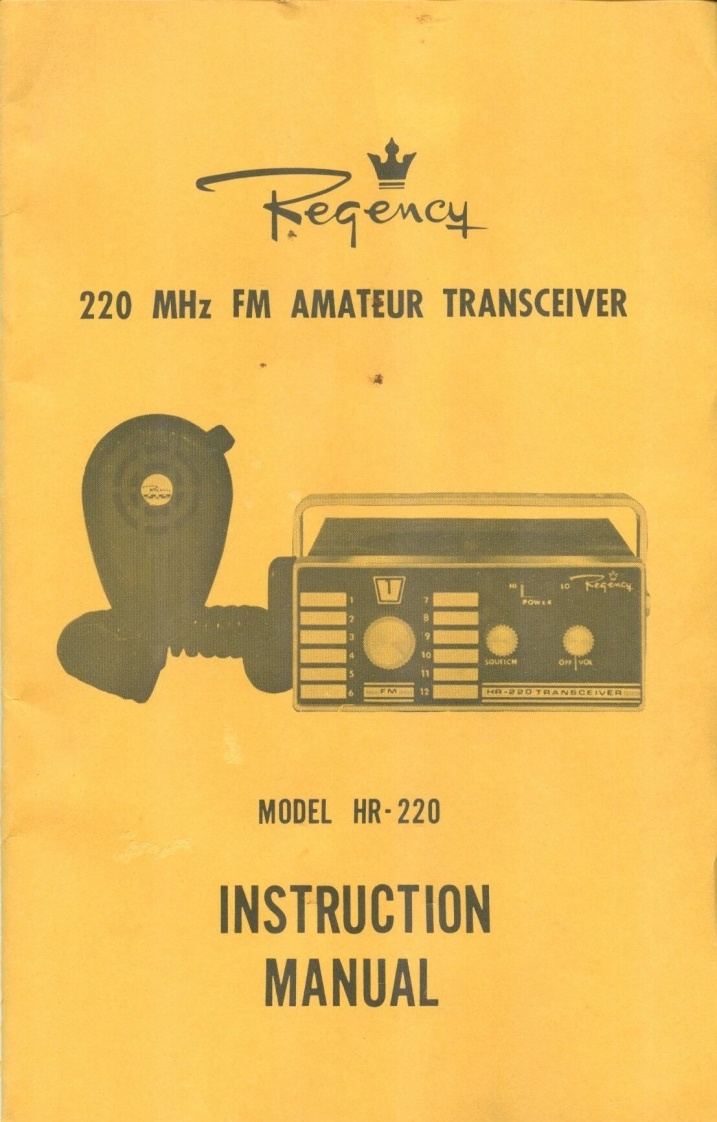 Regency
220 MHz FM AMATEUR TRANSCEIVER
1
2
3
4
5
6
1
FM
7
8
9
10
11
12
HI
LO
POWER
Regency
SQUELCH
OFF
VOL
HR-220 TRANSCEIVER
MODEL HR-220
INSTRUCTION
MANUAL